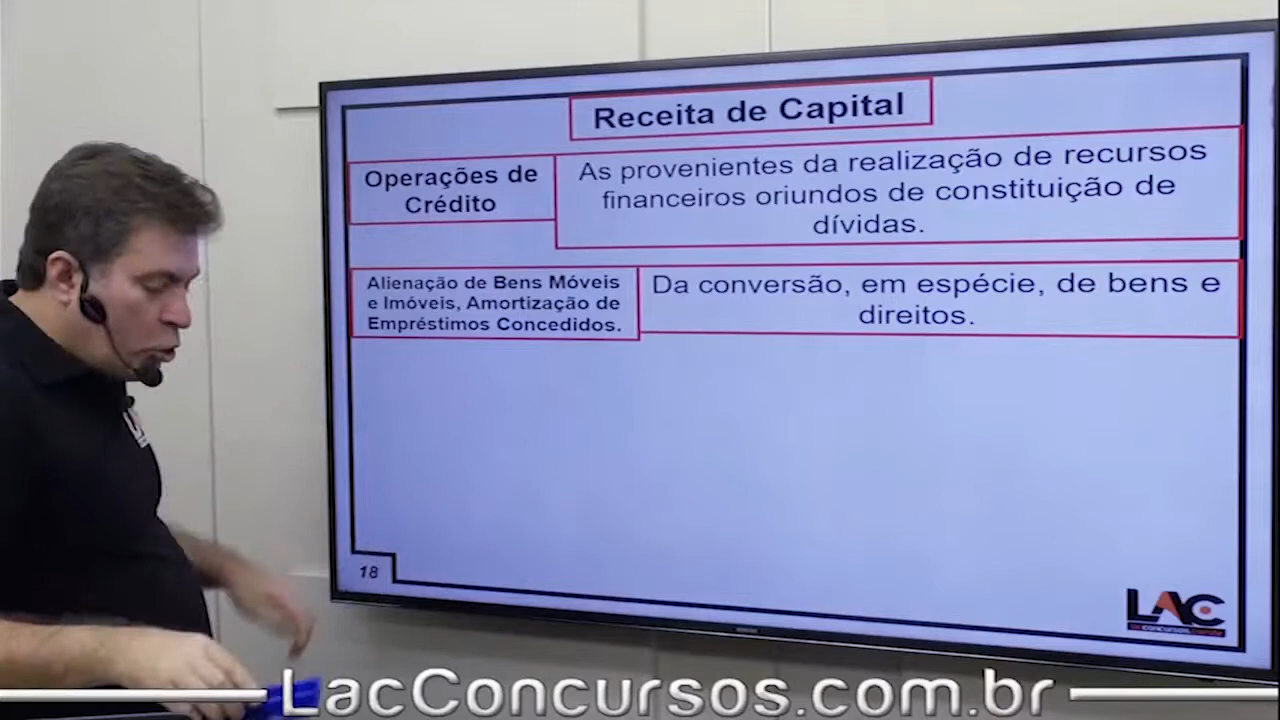 Receita de Capital
Operações de
Crédito
As provenientes da realização de recursos
financeiros oriundos de constituição de
dívidas.
Alienação de Bens Móveis
e Imóveis, Amortização de
Empréstimos Concedidos.
Da conversão, em espécie, de bens e
direitos.
18
LAC
LacConcursos.com.br